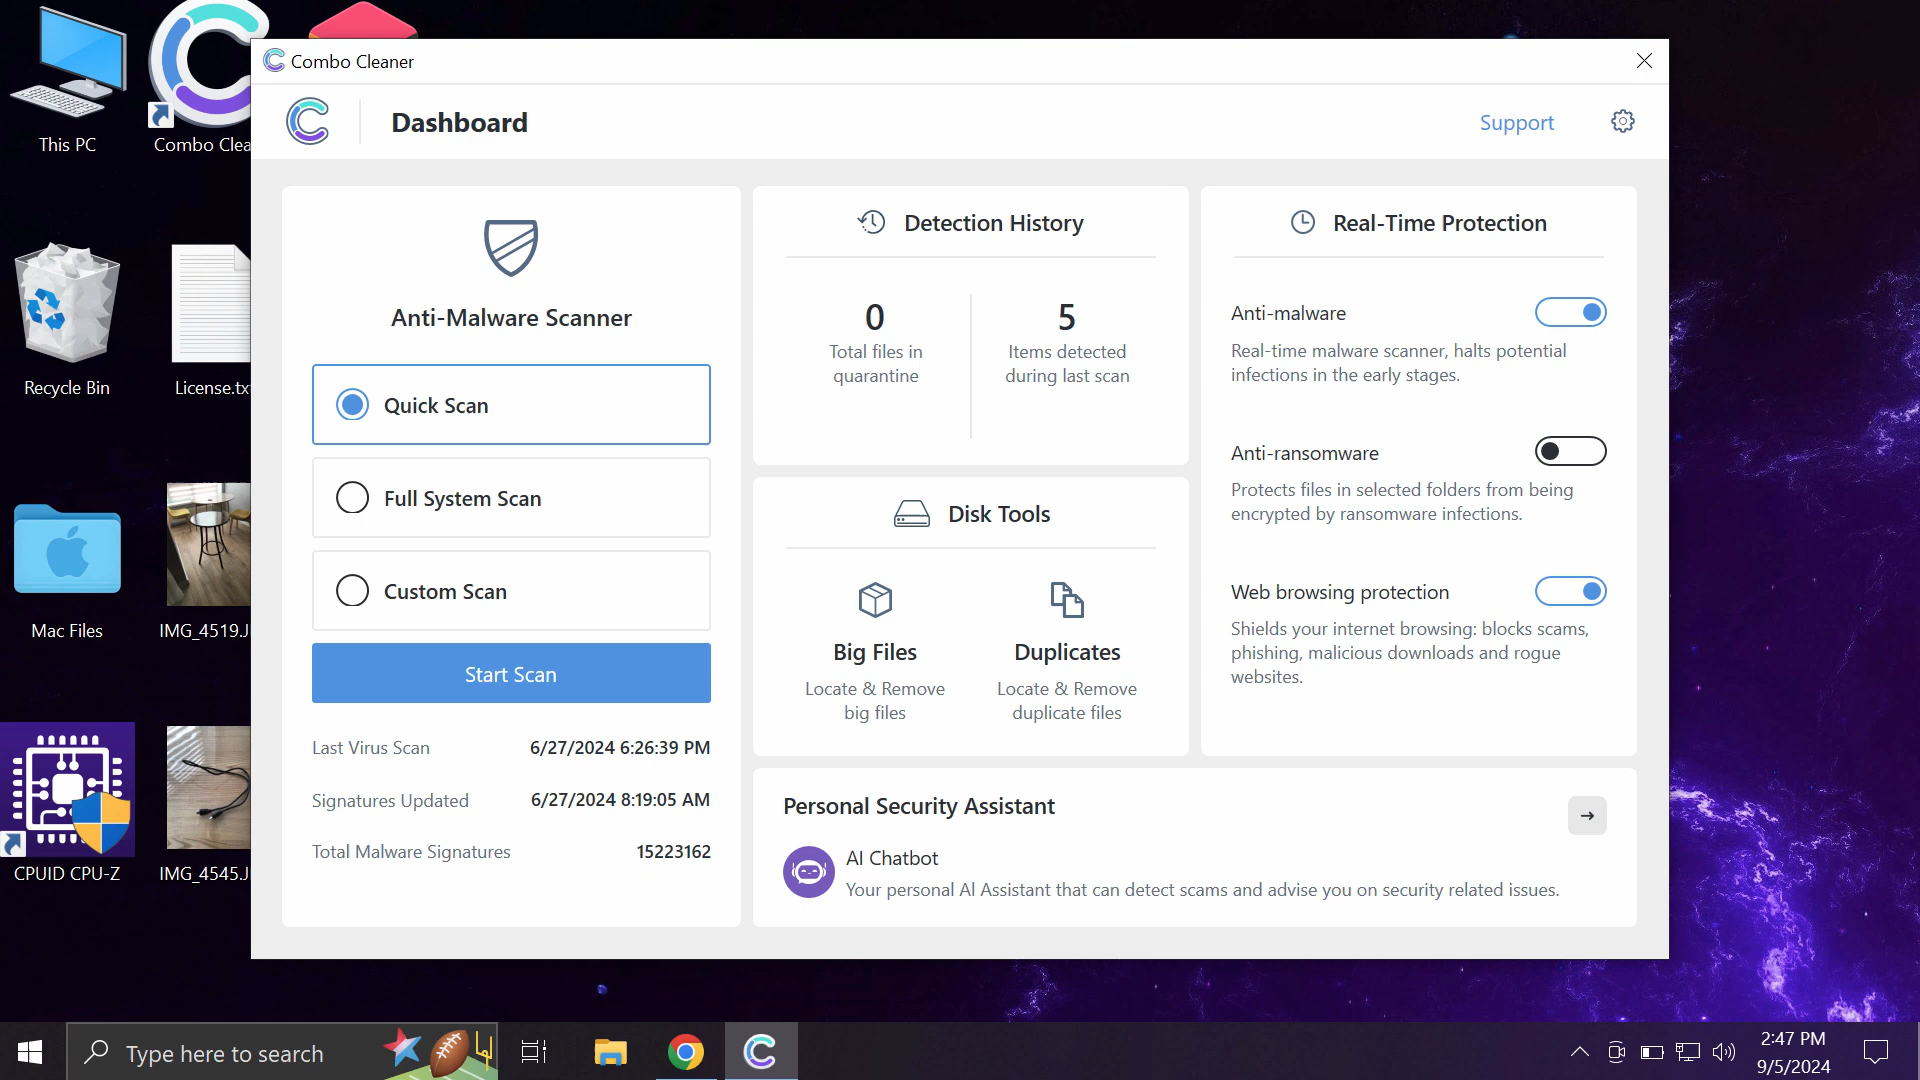 This PC
Combo Clea
Recycle Bin
License.tx
Mac Files
IMG_4519.J
CPUID CPU-Z
IMG_4545.J
Combo Cleaner
Dashboard
Support
Anti-Malware Scanner
Quick Scan
Full System Scan
Custom Scan
Start Scan
Last Virus Scan 6/27/2024 6:26:39 PM
Signatures Updated 6/27/2024 8:19:05 AM
Total Malware Signatures 15223162
Detection History
0
Total files in
quarantine
5
Items detected
during last scan
Disk Tools
Big Files
Locate & Remove
big files
Duplicates
Locate & Remove
duplicate files
Real-Time Protection
Anti-malware
Real-time malware scanner, halts potential
infections in the early stages.
Anti-ransomware
Protects files in selected folders from being
encrypted by ransomware infections.
Web browsing protection
Shields your internet browsing: blocks scams,
phishing, malicious downloads and rogue
websites.
Personal Security Assistant
AI Chatbot
Your personal AI Assistant that can detect scams and advise you on security related issues.
Type here to search
2:47 PM
9/5/2024